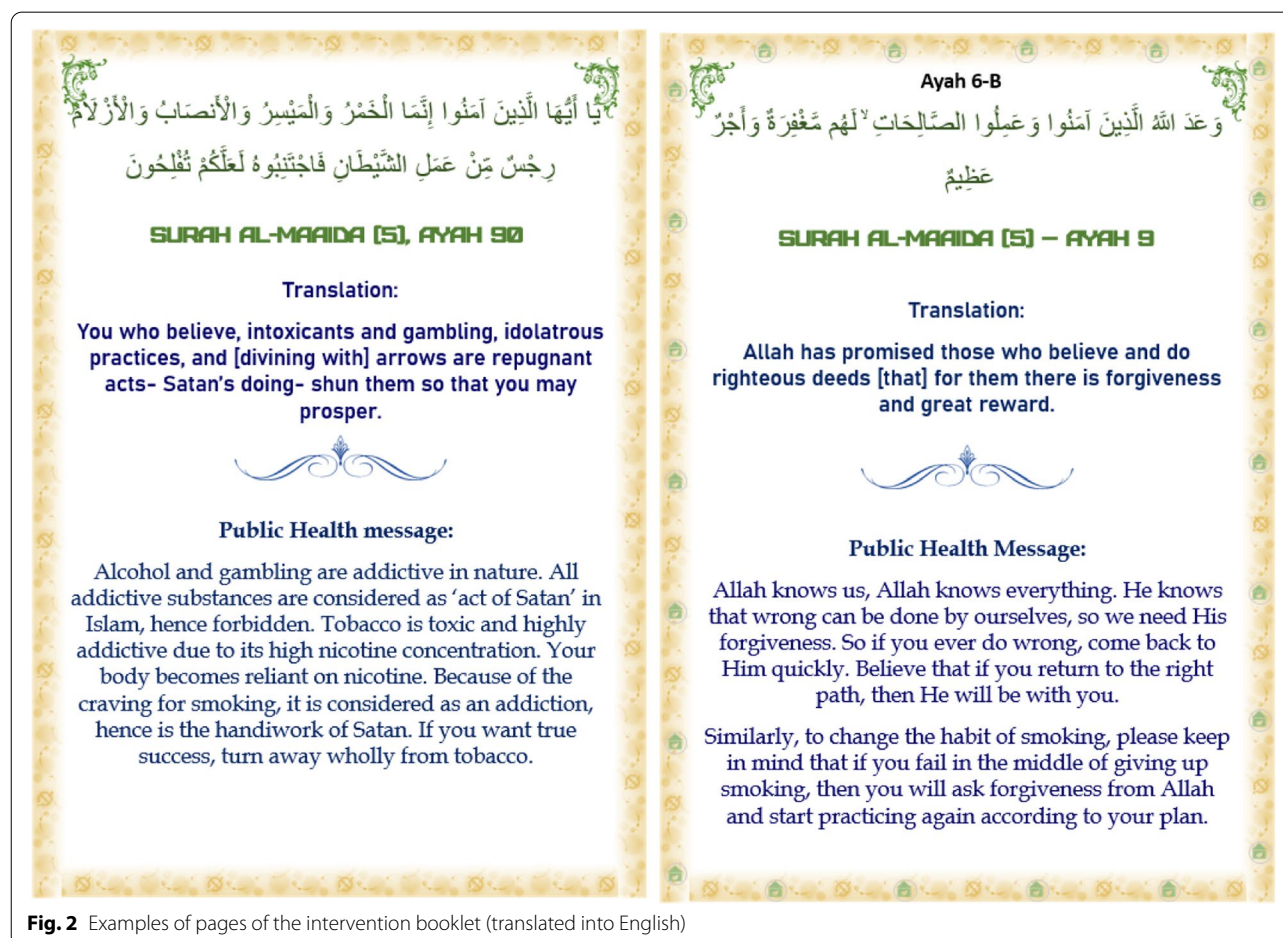 يَا أَيُّهَا الَّذِينَ آمَنُوا إِنَّمَا الْخَمْرُ وَالْمَيْسِرُ وَالْأَنصَابُ وَالْأَزْلَامُ
رِجْسٌ مِّنْ عَمَلِ الشَّيْطَانِ فَاجْتَنِبُوهُ لَعَلَّكُمْ تُفْلِحُونَ
SURAH AL-MAAIDA (5), AYAH 90
Translation:
You who believe, intoxicants and gambling, idolatrous
practices, and [divining with] arrows are repugnant
acts- Satan's doing- shun them so that you may
prosper.
Public Health message:
Alcohol and gambling are addictive in nature. All
addictive substances are considered as ‘act of Satan’ in
Islam, hence forbidden. Tobacco is toxic and highly
addictive due to its high nicotine concentration. Your
body becomes reliant on nicotine. Because of the
craving for smoking, it is considered as an addiction,
hence is the handiwork of Satan. If you want true
success, turn away wholly from tobacco.
Ayah 6-B
وَعَدَ اللَّهُ الَّذِينَ آمَنُوا وَعَمِلُوا الصَّالِحَاتِ ۙ لَهُم مَّغْفِرَةٌ وَأَجْرٌ
عَظِيمٌ
SURAH AL-MAAIDA (5) – AYAH 9
Translation:
Allah has promised those who believe and do
righteous deeds [that] for them there is forgiveness
and great reward.
Public Health Message:
Allah knows us, Allah knows everything. He knows
that wrong can be done by ourselves, so we need His
forgiveness. So if you ever do wrong, come back to
Him quickly. Believe that if you return to the right
path, then He will be with you.
Similarly, to change the habit of smoking, please keep
in mind that if you fail in the middle of giving up
smoking, then you will ask forgiveness from Allah
and start practicing again according to your plan.
Fig. 2 Examples of pages of the intervention booklet (translated into English)